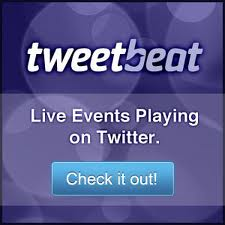 tweetbeat
Live Events Playing
on Twitter.
Check it out!